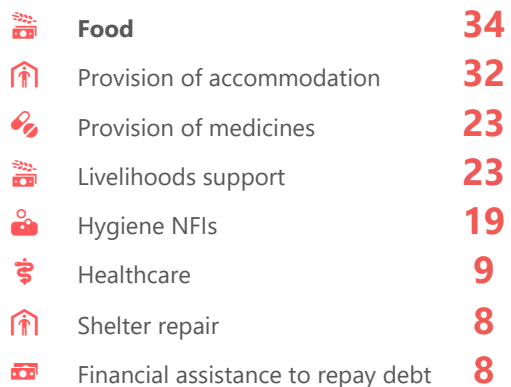 Food 34
Provision of accommodation 32
Provision of medicines 23
Livelihoods support 23
Hygiene NFIs 19
Healthcare 9
Shelter repair 8
Financial assistance to repay debt 8